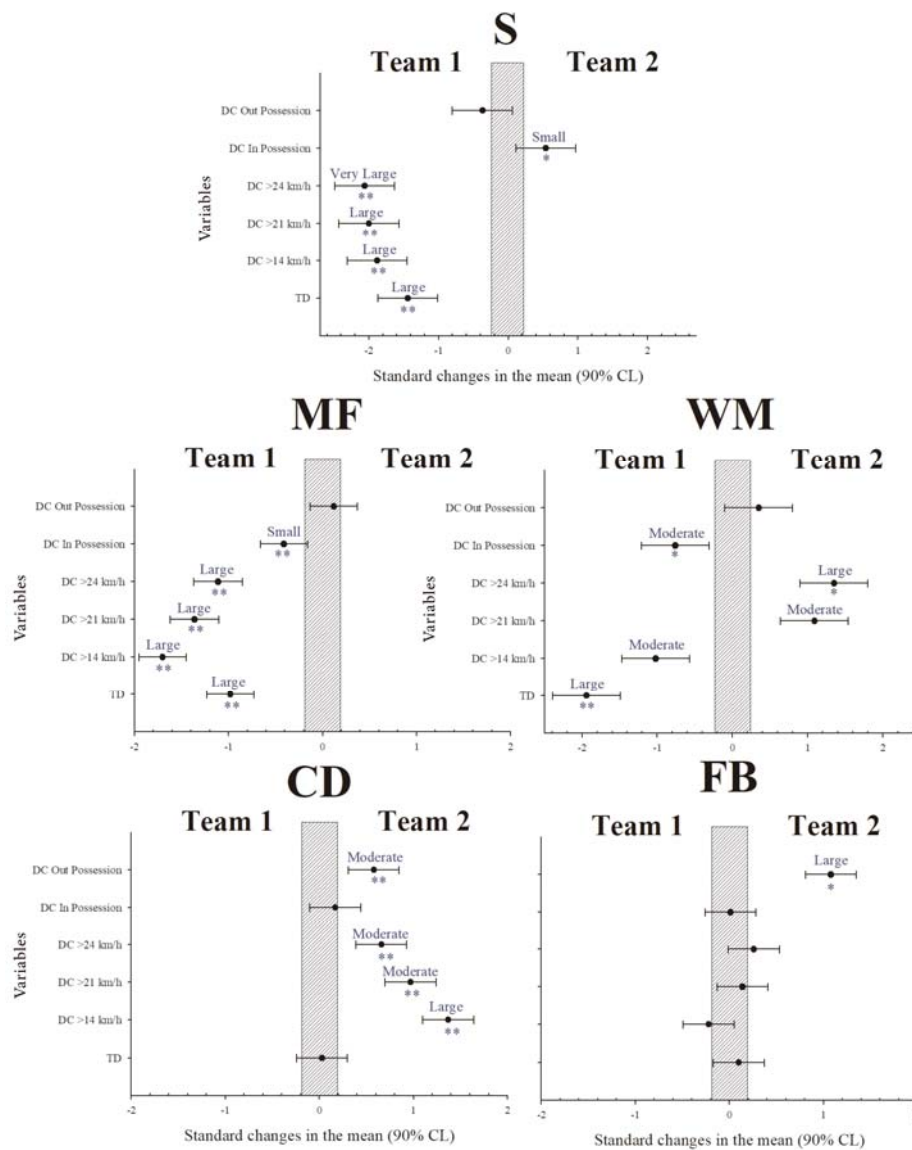 S
Team 1 Team 2
DC Out Possession
DC In Possession
Small
*
DC >24 km/h
Very Large
**
DC >21 km/h
Large
**
DC >14 km/h
Large
**
TD
Large
**
Variables
-2 -1 0 1 2
Standard changes in the mean (90% CL)
MF
Team 1 Team 2
DC Out Possession
DC In Possession
Small
**
DC >24 km/h
Large
**
DC >21 km/h
Large
**
DC >14 km/h
Large
**
TD
Large
**
Variables
-2 -1 0 1 2
WM
Team 1 Team 2
DC Out Possession
DC In Possession
Moderate
*
DC >24 km/h
Large
*
DC >21 km/h
Moderate
DC >14 km/h
Moderate
TD
Large
**
Variables
-2 -1 0 1 2
CD
Team 1 Team 2
DC Out Possession
Moderate
**
DC In Possession
DC >24 km/h
Moderate
**
DC >21 km/h
Moderate
**
DC >14 km/h
Large
**
TD
Variables
-2 -1 0 1 2
Standard changes in the mean (90% CL)
FB
Team 1 Team 2
Large
*
-2 -1 0 1
Standard changes in the mean (90% CL)